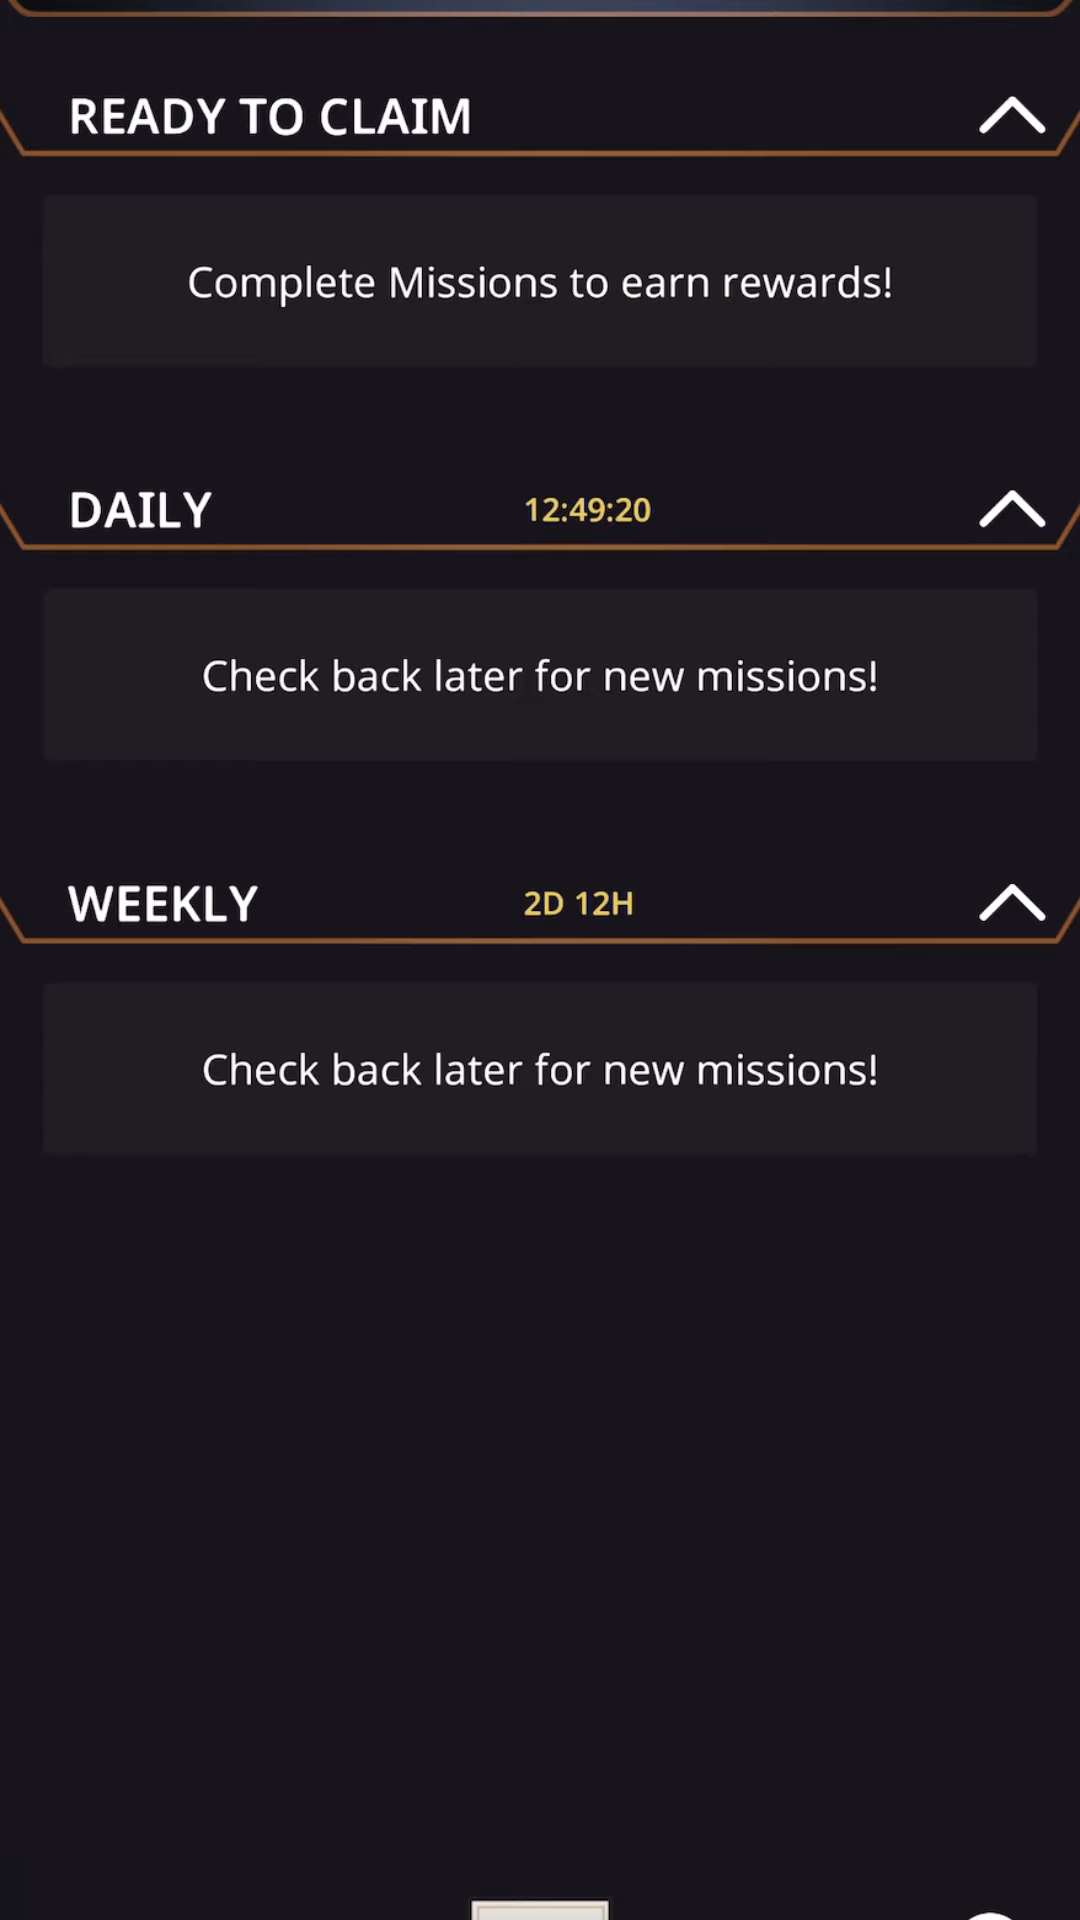 READY TO CLAIM
Complete Missions to earn rewards!
DAILY 12:49:20
Check back later for new missions!
WEEKLY 2D 12H
Check back later for new missions!